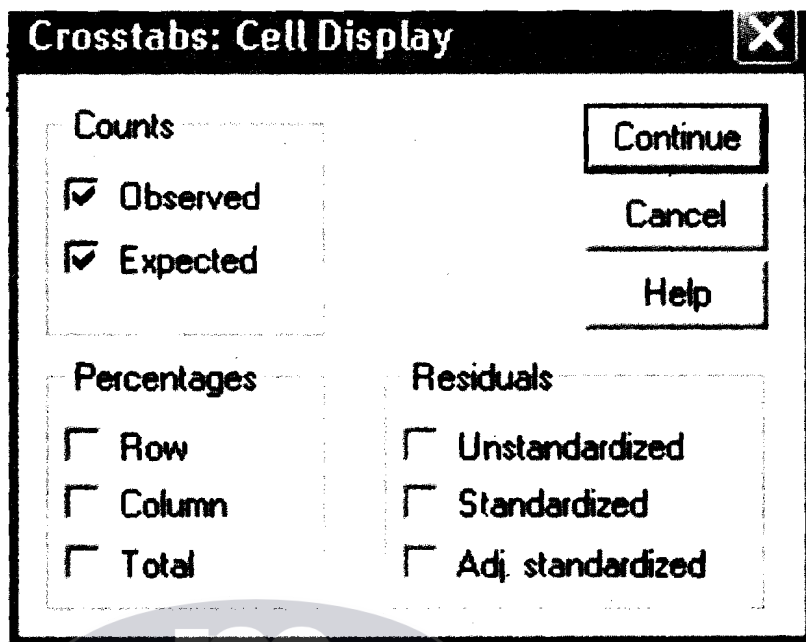 Crosstabs: Cell Display
Counts
Observed
Expected
Continue
Cancel
Help
Percentages
Row
Column
Total
Residuals
Unstandardized
Standardized
Adj. standardized